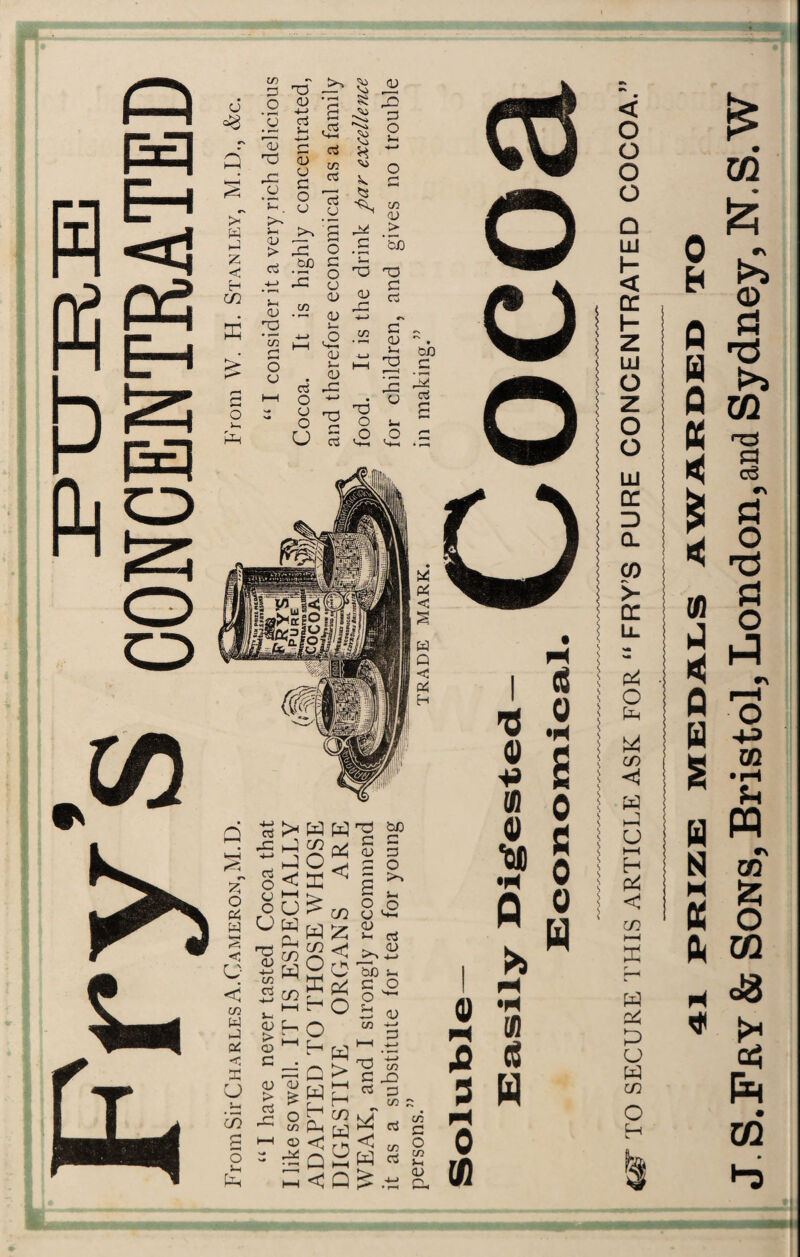 Fry's PURE
CONCENTRATED
From Sir CHARLES A. CAMERON, M.D.
“ I have never tasted Cocoa that
I like so well. IT IS ESPECIALLY
ADAPTED TO THOSE WHOSE
DIGESTIVE ORGANS ARE
WEAK, and I strongly recommend
it as a substitute for tea for young
persons.”
FRY'S
PURE
COCOA
TRADE MARK.
From W. H. STANLEY, M.D., &c.
“ I consider it a very rich delicious
Cocoa. It is highly concentrated,
and therefore economical as a family
food. It is the drink par excellence
for children, and gives no trouble
in making.”
Cocoa
Soluble—
Easily Digested—
Economical.
TO SECURE THIS ARTICLE ASK FOR “ FRY'S PURE CONCENTRATED COCOA.”
41 PRIZE MEDALS AWARDED TO
J. S. FRY & SONS, Bristol, London, and Sydney, N.S.W